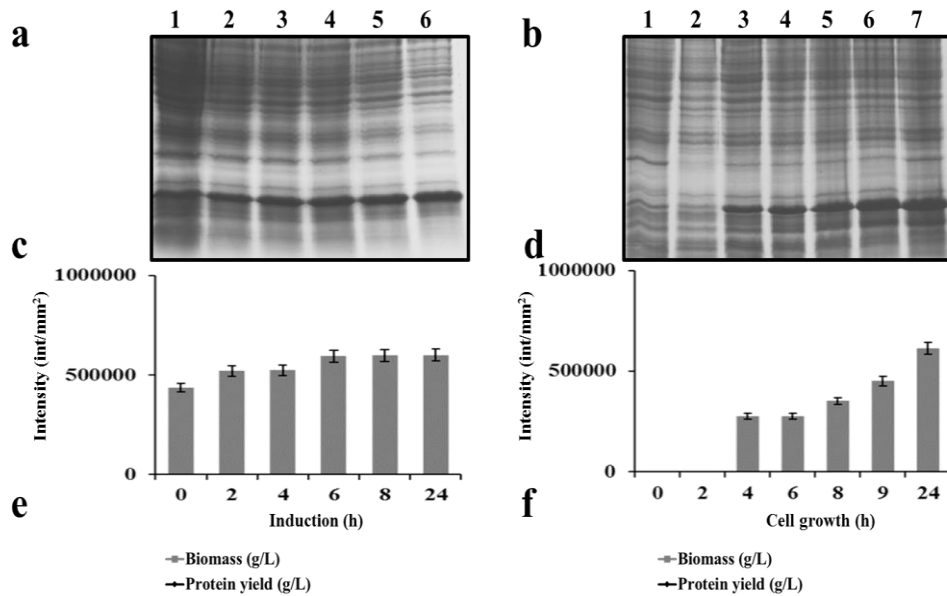 a
1 2 3 4 5 6
b
1 2 3 4 5 6 7
c
Intensity (int/mm²)
1000000
500000
0
0 2 4 6 8 24
Induction (h)
d
Intensity (int/mm²)
1000000
500000
0
0 2 4 6 8 9 24
Cell growth (h)
e
Biomass (g/L)
Protein yield (g/L)
f
Biomass (g/L)
Protein yield (g/L)